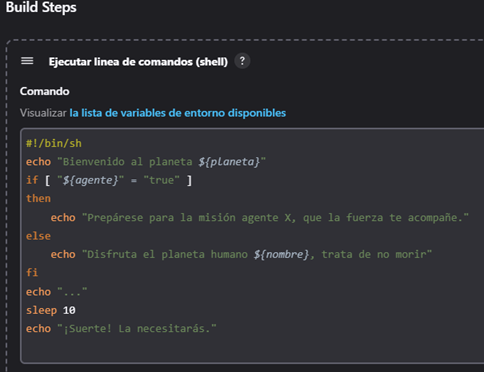 Build Steps
Ejecutar linea de comandos (shell) ?
Comando
Visualizar la lista de variables de entorno disponibles
#!/bin/sh
echo "Bienvenido al planeta ${planeta}"
if [ "${agente}" = "true" ]
then
    echo "Prepárese para la misión agente X, que la fuerza te acompañe."
else
    echo "Disfruta el planeta humano ${nombre}, trata de no morir"
fi
echo "..."
sleep 10
echo "¡Suerte! La necesitarás."